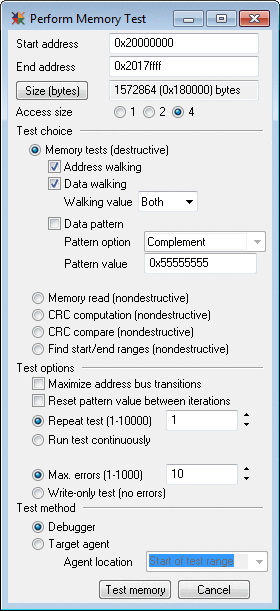 Perform Memory Test
Start address 0x20000000
End address 0x2017ffff
Size (bytes) 1572864 (0x180000) bytes
Access size 1 2 4
Test choice
Memory tests (destructive)
Address walking
Data walking
Walking value Both
Data pattern
Pattern option Complement
Pattern value 0x55555555
Memory read (nondestructive)
CRC computation (nondestructive)
CRC compare (nondestructive)
Find start/end ranges (nondestructive)
Test options
Maximize address bus transitions
Reset pattern value between iterations
Repeat test (1-10000) 1
Run test continuously
Max. errors (1-1000) 10
Write-only test (no errors)
Test method
Debugger
Target agent
Agent location Start of test range
Test memory Cancel